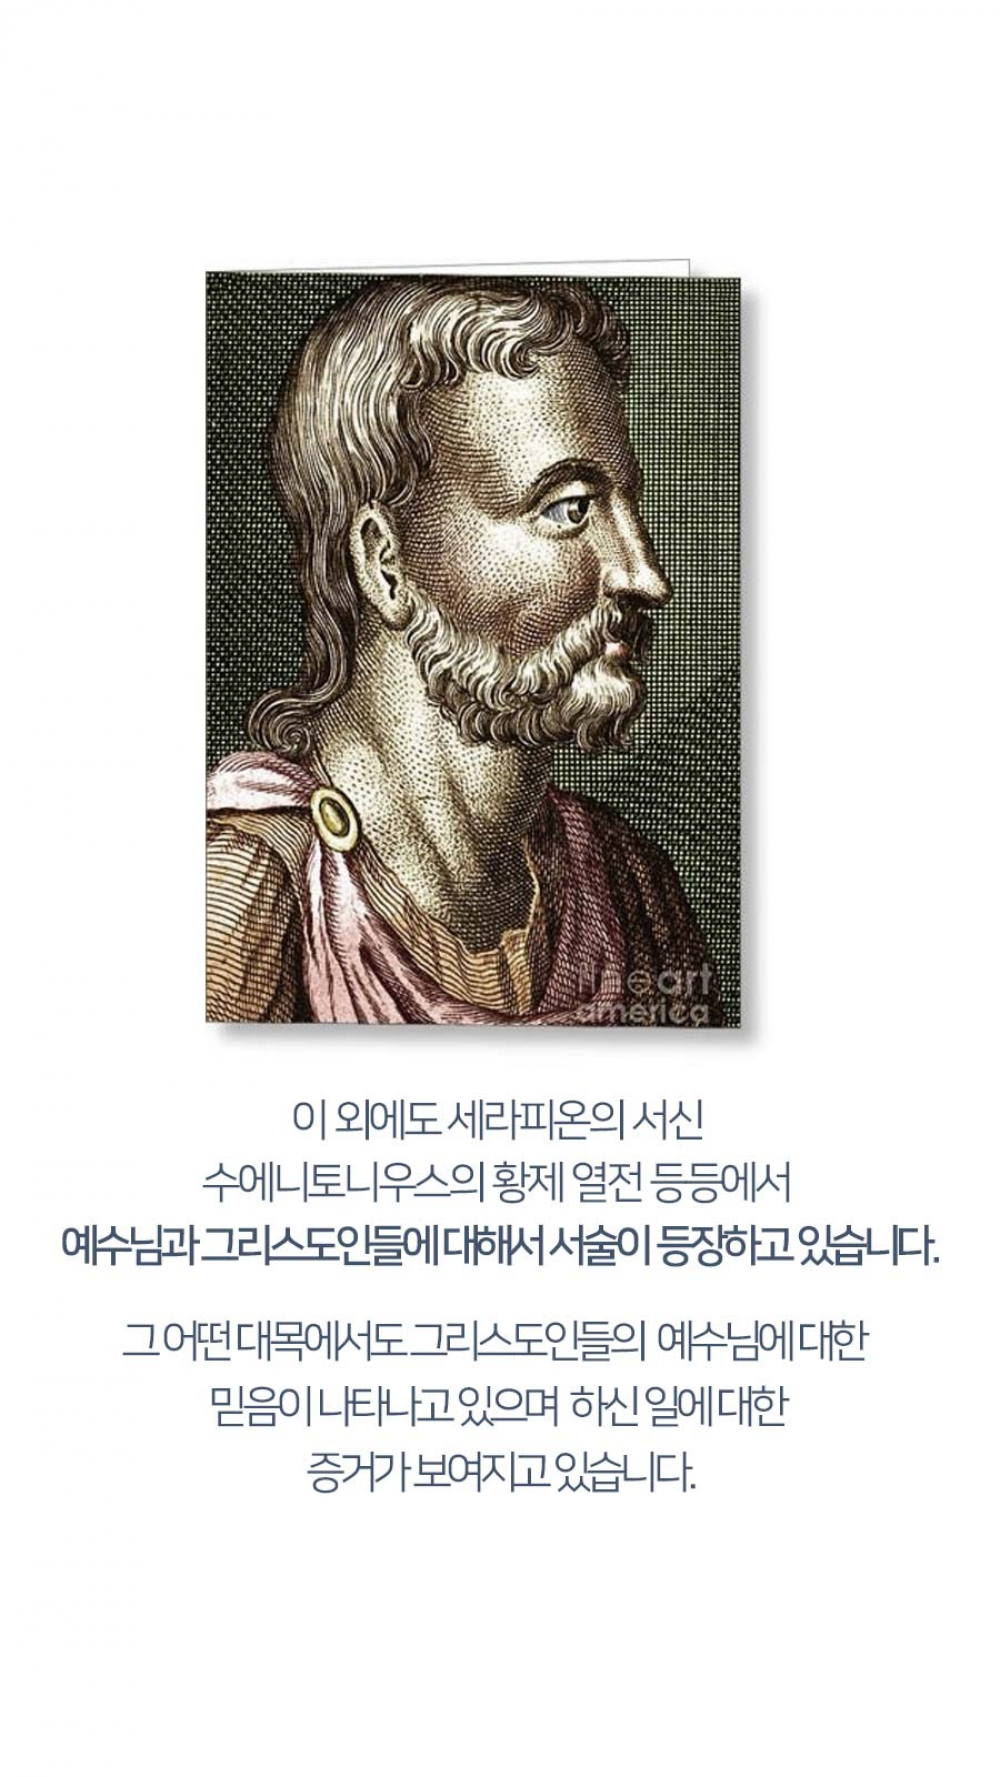 fine art
america
이 외에도 세라피온의 서신
수에니토니우스의 황제 열전 등등에서
예수님과 그리스도인들에 대해서 서술이 등장하고 있습니다.
그 어떤 대목에서도 그리스도인들의 예수님에 대한
믿음이 나타나고 있으며 하신 일에 대한
증거가 보여지고 있습니다.